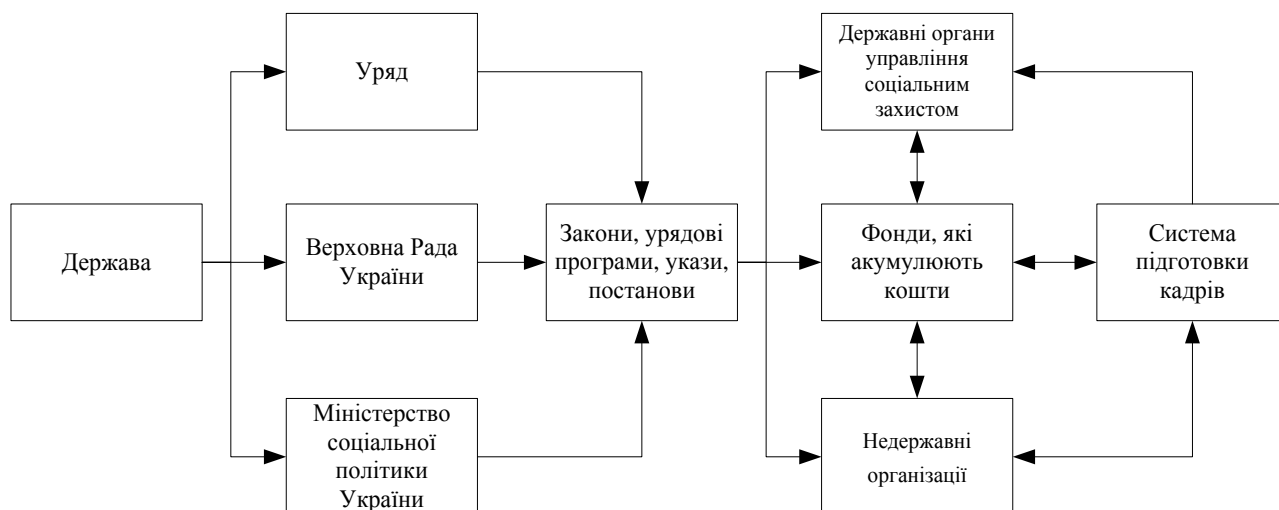 Держава
Уряд
Верховна Рада
України
Міністерство
соціальної
політики
України
Закони, урядові
програми, укази,
постанови
Державні органи
управління
соціальним
захистом
Фонди, які
акумулюють
кошти
Недержавні
організації
Система
підготовки
кадрів